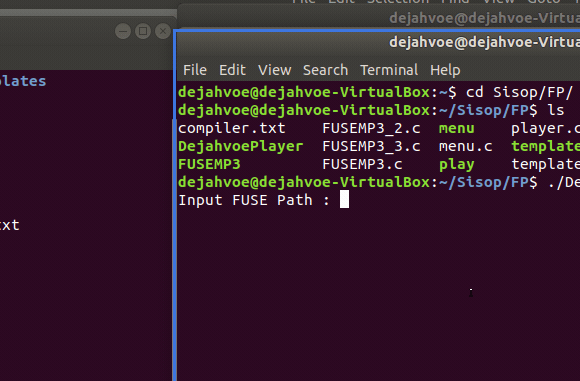 File Edit Selection Find View Goto
dejahvoe@dejahvoe-Virtua
dejahvoe@dejahvoe-Virtua
File Edit View Search Terminal Help
dejahvoe@dejahvoe-VirtualBox:~$ cd Sisop/FP/
dejahvoe@dejahvoe-VirtualBox:~/Sisop/FP$ ls
compiler.txt FUSEMP3_2.c menu player.c
DejahvoePlayer FUSEMP3_3.c menu.c template
FUSEMP3 FUSEMP3.c play template
dejahvoe@dejahvoe-VirtualBox:~/Sisop/FP$ ./De
Input FUSE Path :
plates
xt